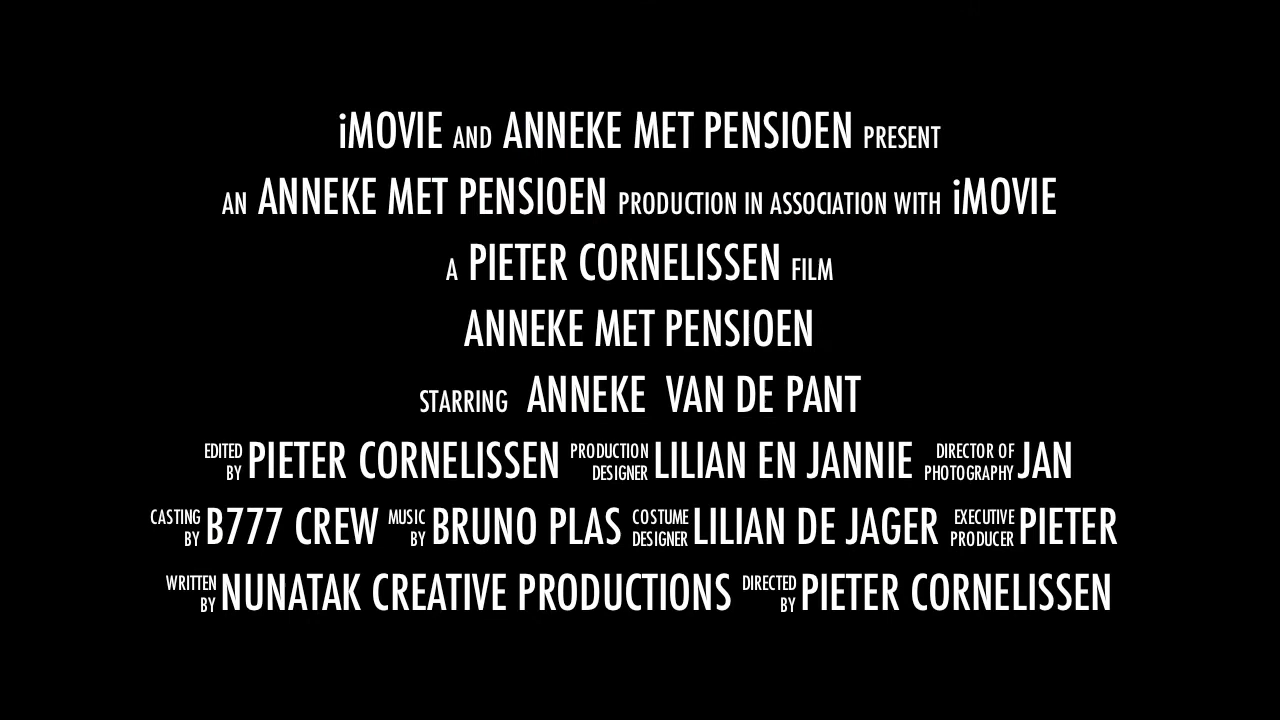 iMOVIE AND ANNEKE MET PENSIOEN PRESENT
AN ANNEKE MET PENSIOEN PRODUCTION IN ASSOCIATION WITH iMOVIE
A PIETER CORNELISSEN FILM
ANNEKE MET PENSIOEN
STARRING ANNEKE VAN DE PANT
EDITED BY PIETER CORNELISSEN PRODUCTION DESIGNER LILIAN EN JANNIE DIRECTOR OF PHOTOGRAPHY JAN
CASTING BY B777 CREW MUSIC BY BRUNO PLAS COSTUME DESIGNER LILIAN DE JAGER EXECUTIVE PRODUCER PIETER
WRITTEN BY NUNATAK CREATIVE PRODUCTIONS DIRECTED BY PIETER CORNELISSEN